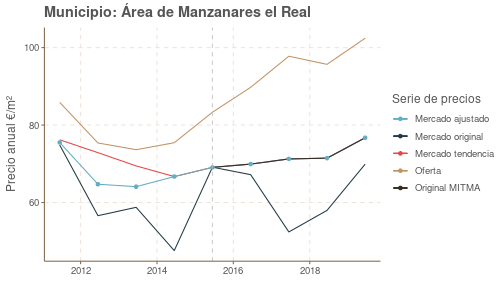 Municipio: Área de Manzanares el Real
Precio anual €/m²
100
80
60
2012
2014
2016
2018
Serie de precios
Mercado ajustado
Mercado original
Mercado tendencia
Oferta
Original MITMA